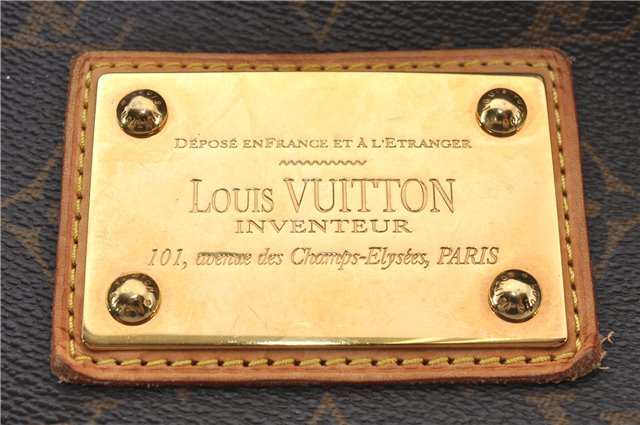 DÉPOSÉ EN FRANCE ET À L'ETRANGER
LOUIS VUITTON
INVENTEUR
101, avenue des Champs-Elysées, PARIS